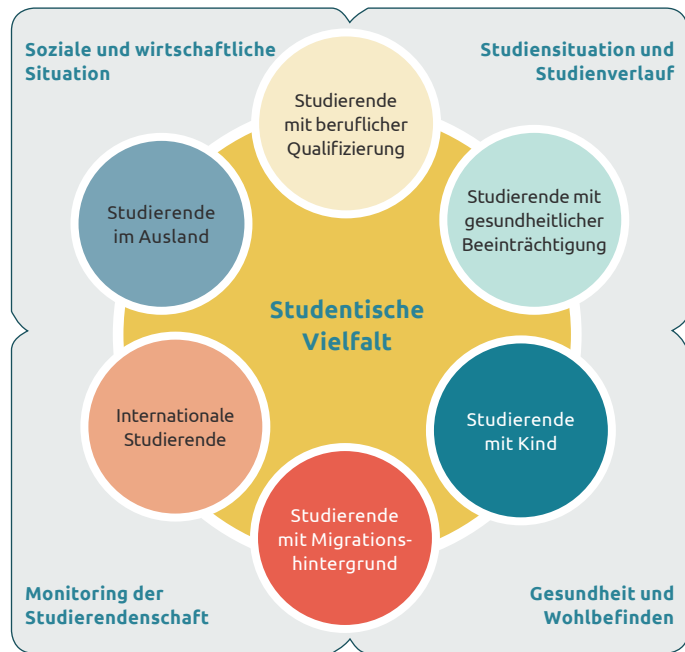 Soziale und wirtschaftliche
Situation
Studiensituation und
Studienverlauf
Studierende
mit beruflicher
Qualifizierung
Studierende
im Ausland
Studierende mit
gesundheitlicher
Beeinträchtigung
Studentische
Vielfalt
Internationale
Studierende
Studierende
mit Kind
Studierende
mit Migrations-
hintergrund
Monitoring der
Studierendenschaft
Gesundheit und
Wohlbefinden